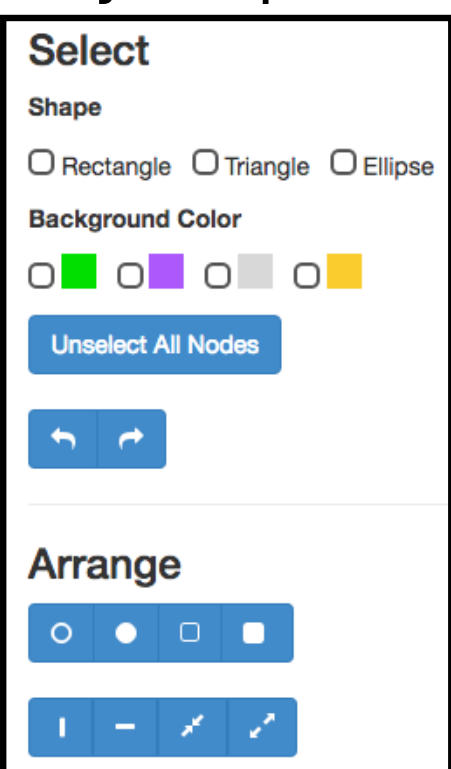 Select
Shape
Rectangle Triangle Ellipse
Background Color
Unselect All Nodes
Arrange